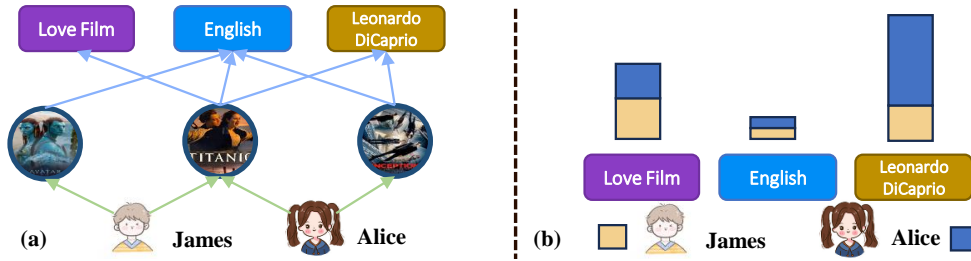 Love Film
English
Leonardo
DiCaprio
AVATAR
TITANIC
INCEPTION
(a)
James
Alice
Love Film
English
Leonardo
DiCaprio
(b)
James
Alice